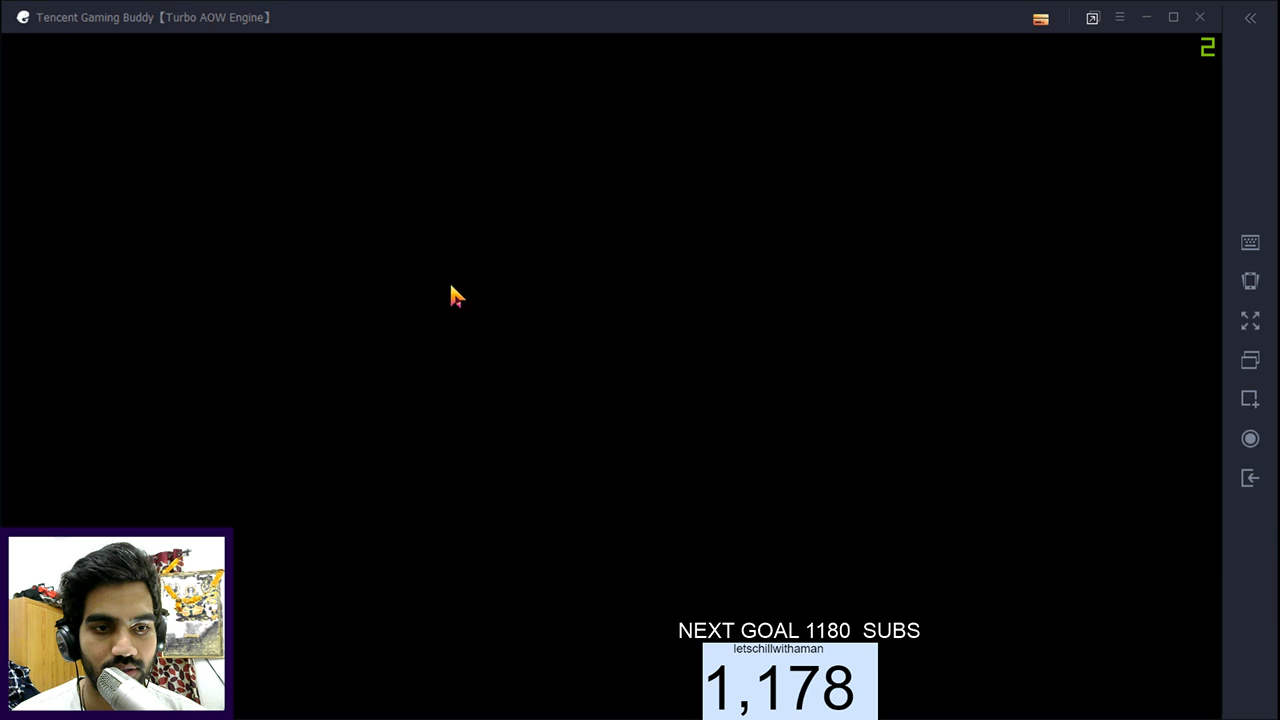 Tencent Gaming Buddy【Turbo AOW Engine】
2
NEXT GOAL 1180 SUBS
letschillwithaman
1,178